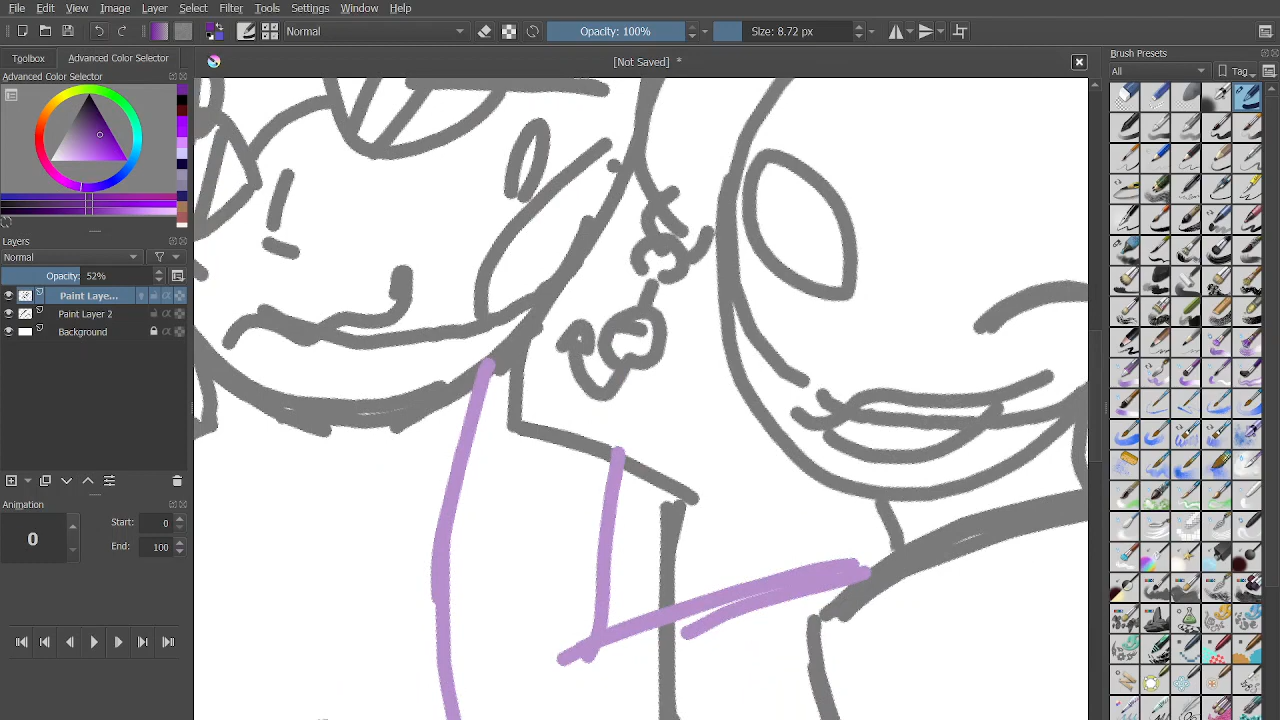 File Edit View Image Layer Select Filter Tools Settings Window Help
Normal Opacity: 100% Size: 8.72 px
Toolbox Advanced Color Selector [Not Saved] * Brush Presets
Advanced Color Selector All Tag
Layers
Normal
Opacity: 52%
Paint Laye...
Paint Layer 2
Background
Animation
0 Start: 0
End: 100